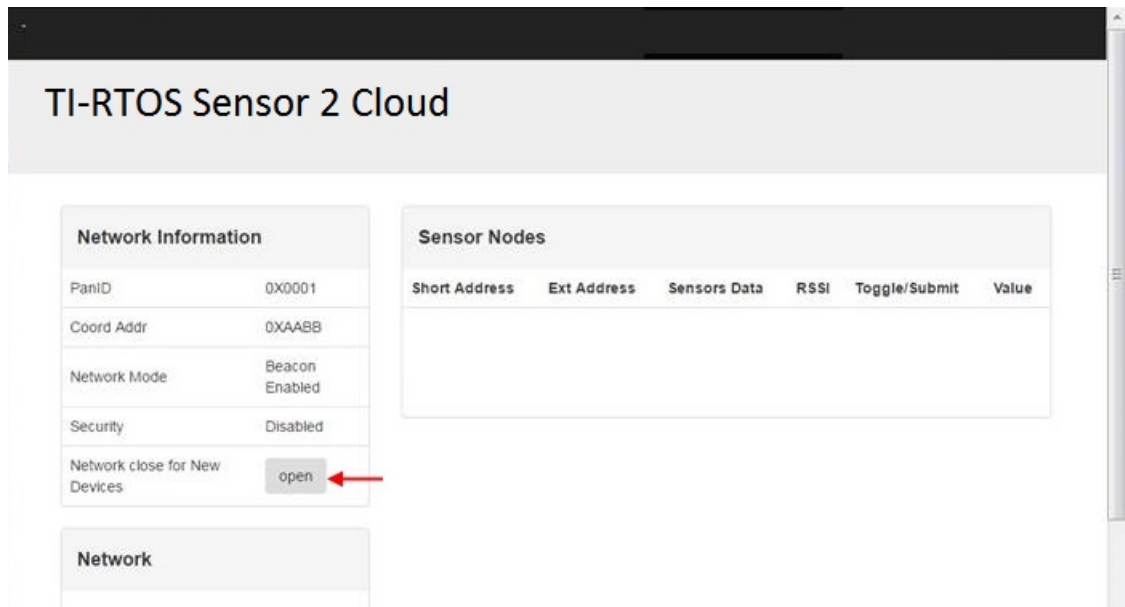 TI-RTOS Sensor 2 Cloud
Network Information
PanID 0X0001
Coord Addr 0XAABB
Network Mode Beacon
Enabled
Security Disabled
Network close for New
Devices open
Sensor Nodes
Short Address Ext Address Sensors Data RSSI Toggle/Submit Value
Network